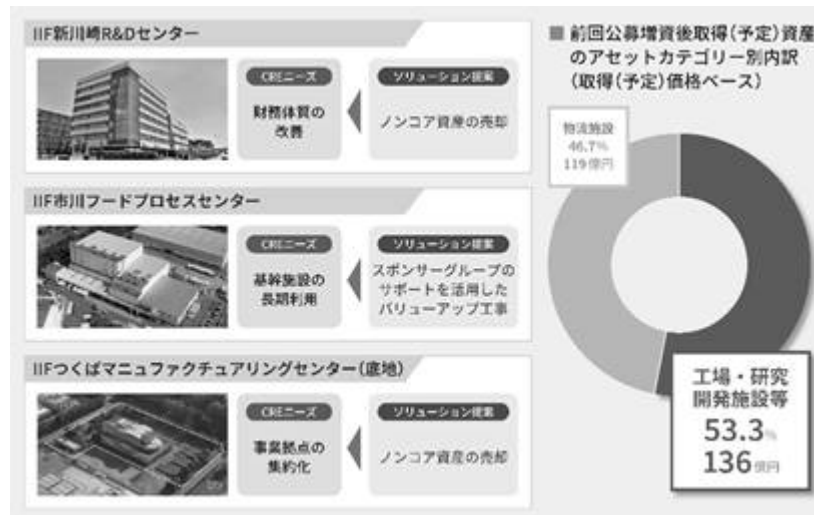 IIF新川崎R&Dセンター
CREニーズ
財務体質の
改善
ソリューション提案
ノンコア資産の売却
IIF市川フードプロセスセンター
CREニーズ
基幹施設の
長期利用
ソリューション提案
スポンサーグループの
サポートを活用した
バリューアップ工事
IIFつくばマニュファクチュアリングセンター(底地)
CREニーズ
事業拠点の
集約化
ソリューション提案
ノンコア資産の売却
■ 前回公募増資後取得(予定)資産
のアセットカテゴリー別内訳
(取得(予定)価格ベース)
物流施設
46.7%
119億円
工場・研究
開発施設等
53.3%
136億円